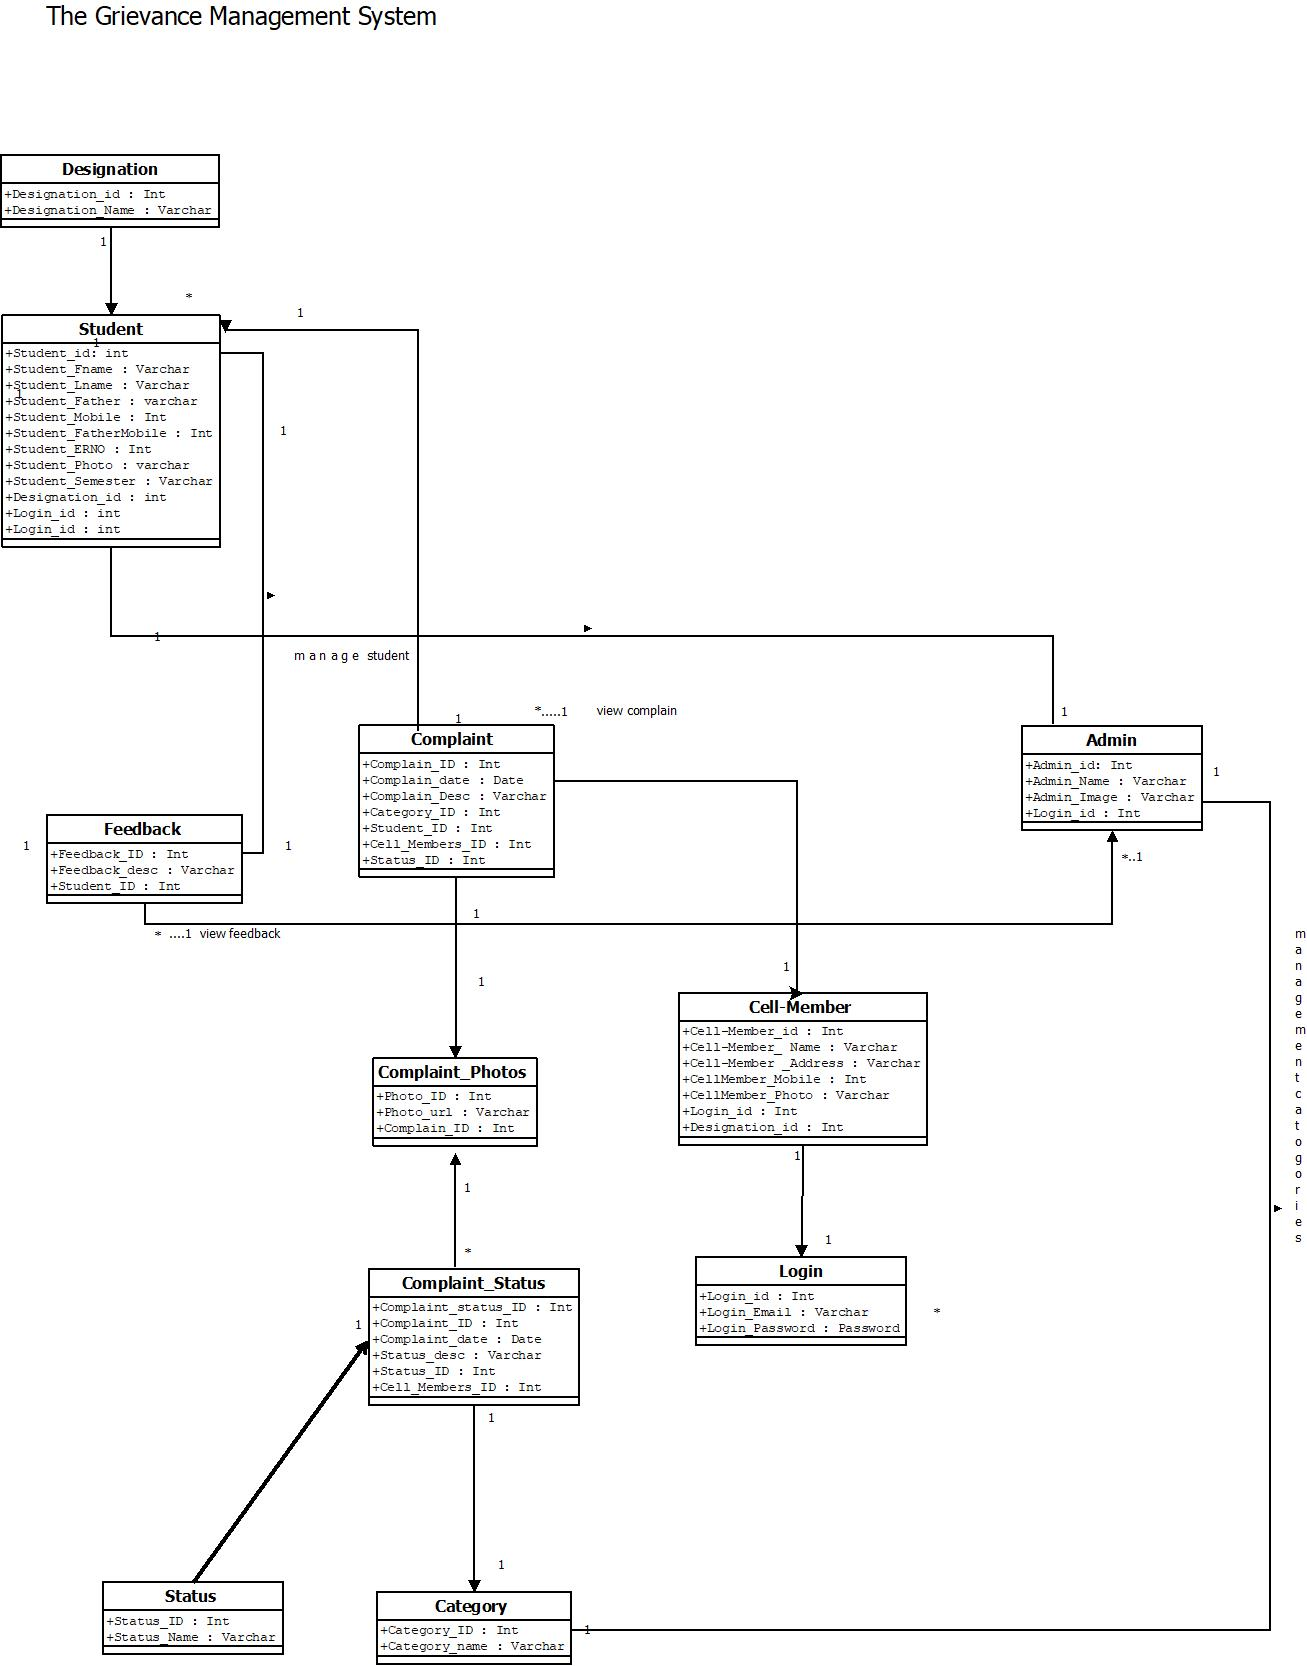 The Grievance Management System
Designation
+Designation_id : Int
+Designation_Name : Varchar
1
*
1
Student
1
+Student_id: int
+Student_Fname : Varchar
+Student_Lname : Varchar
1
+Student_Father : varchar
+Student_Mobile : Int
+Student_FatherMobile : Int
+Student_ERNO : Int
+Student_Photo : varchar
+Student_Semester : Varchar
+Designation_id : int
+Login_id : int
+Login_id : int
1
1
manage student
*.....1 view complain
1
1
Complaint
+Complain_ID : Int
+Complain_date : Date
+Complain_Desc : Varchar
+Category_ID : Int
+Student_ID : Int
+Cell_Members_ID : Int
+Status_ID : Int
Admin
+Admin_id: Int
+Admin_Name : Varchar
+Admin_Image : Varchar
+Login_id : Int
1
*..1
1
Feedback
+Feedback_ID : Int
+Feedback_desc : Varchar
+Student_ID : Int
1
1
* ....1 view feedback
management catogories
1
1
Complaint_Photos
+Photo_ID : Int
+Photo_url : Varchar
+Complain_ID : Int
Cell-Member
+Cell-Member_id : Int
+Cell-Member_ Name : Varchar
+Cell-Member _Address : Varchar
+CellMember_Mobile : Int
+CellMember_Photo : Varchar
+Login_id : Int
+Designation_id : Int
1
1
*
1
Complaint_Status
+Complaint_status_ID : Int
+Complaint_ID : Int
+Complaint_date : Date
+Status_desc : Varchar
+Status_ID : Int
+Cell_Members_ID : Int
1
Login
+Login_id : Int
+Login_Email : Varchar
+Login_Password : Password
*
1
1
Status
+Status_ID : Int
+Status_Name : Varchar
Category
+Category_ID : Int
+Category_name : Varchar
1